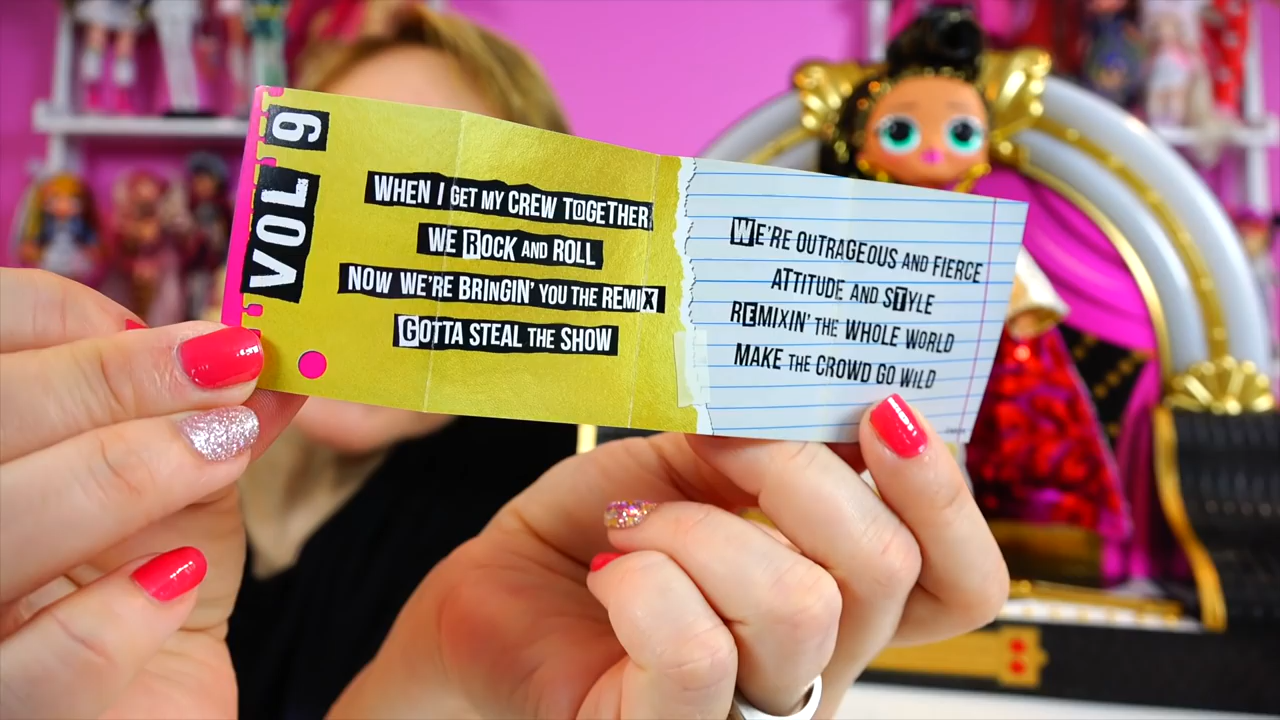 VOL 9
WHEN I GET MY CREW TOGETHER
WE ROCK AND ROLL
NOW WE'RE BRINGIN' YOU THE REMIX
GOTTA STEAL THE SHOW
WE'RE OUTRAGEOUS AND FIERCE
ATTITUDE AND STYLE
REMIXIN' THE WHOLE WORLD
MAKE THE CROWD GO WILD